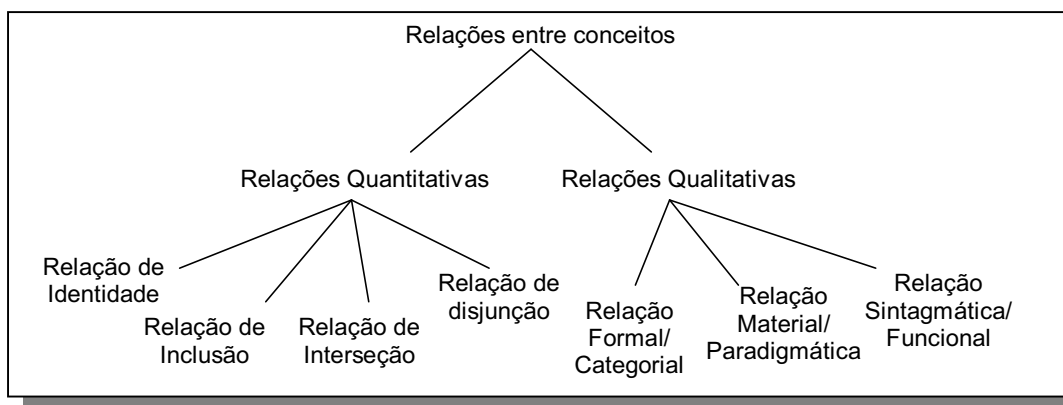 Relações entre conceitos
Relações Quantitativas
Relações Qualitativas
Relação de
Identidade
Relação de
Inclusão
Relação de
Interseção
Relação de
disjunção
Relação
Formal/
Categorial
Relação
Material/
Paradigmática
Relação
Sintagmática/
Funcional